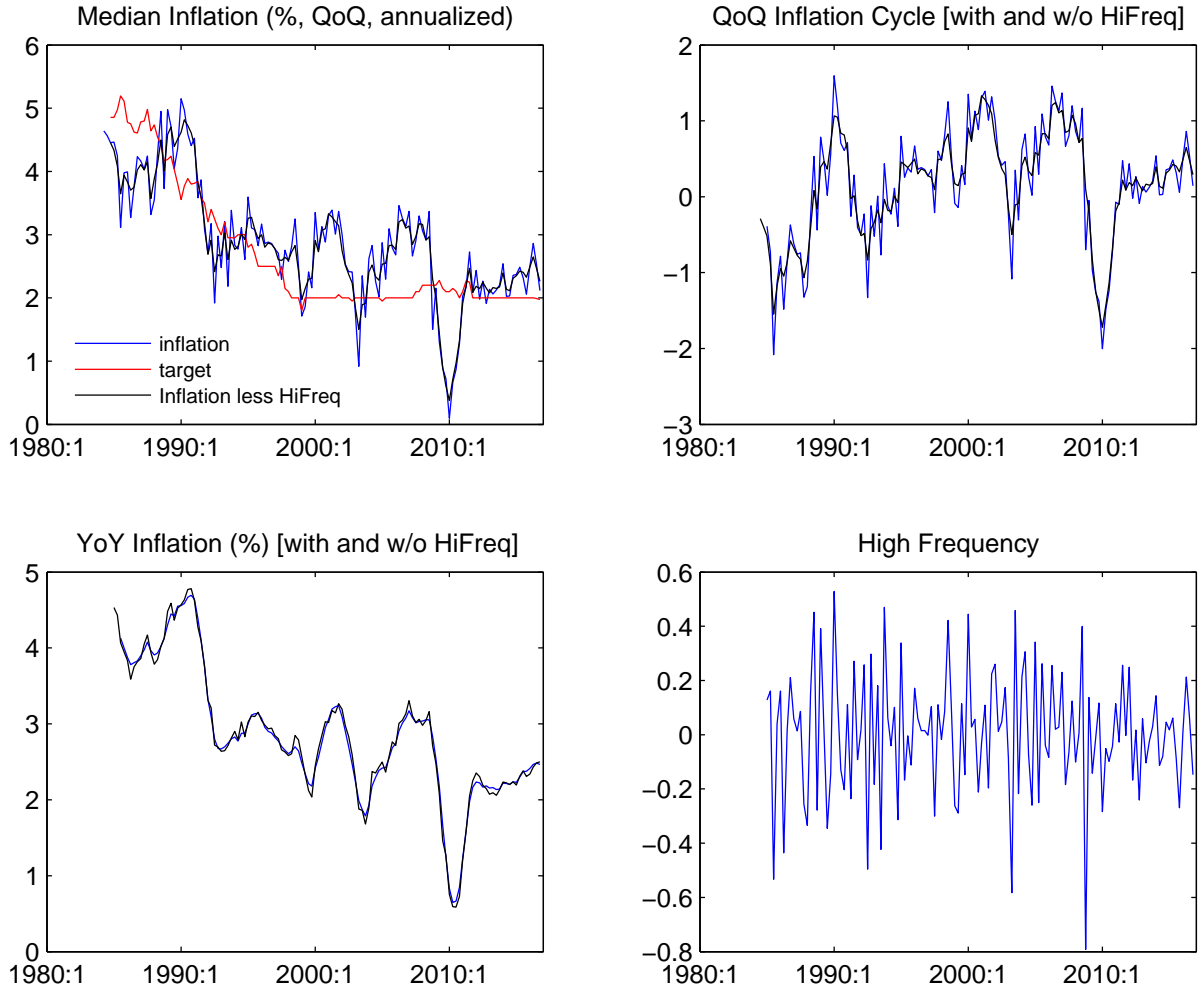 Median Inflation (%, QoQ, annualized)
6
5
4
3
2
1
0
inflation
target
Inflation less HiFreq
1980:1 1990:1 2000:1 2010:1
QoQ Inflation Cycle [with and w/o HiFreq]
2
1
0
−1
−2
−3
1980:1 1990:1 2000:1 2010:1
YoY Inflation (%) [with and w/o HiFreq]
5
4
3
2
1
0
1980:1 1990:1 2000:1 2010:1
High Frequency
0.6
0.4
0.2
0
−0.2
−0.4
−0.6
−0.8
1980:1 1990:1 2000:1 2010:1